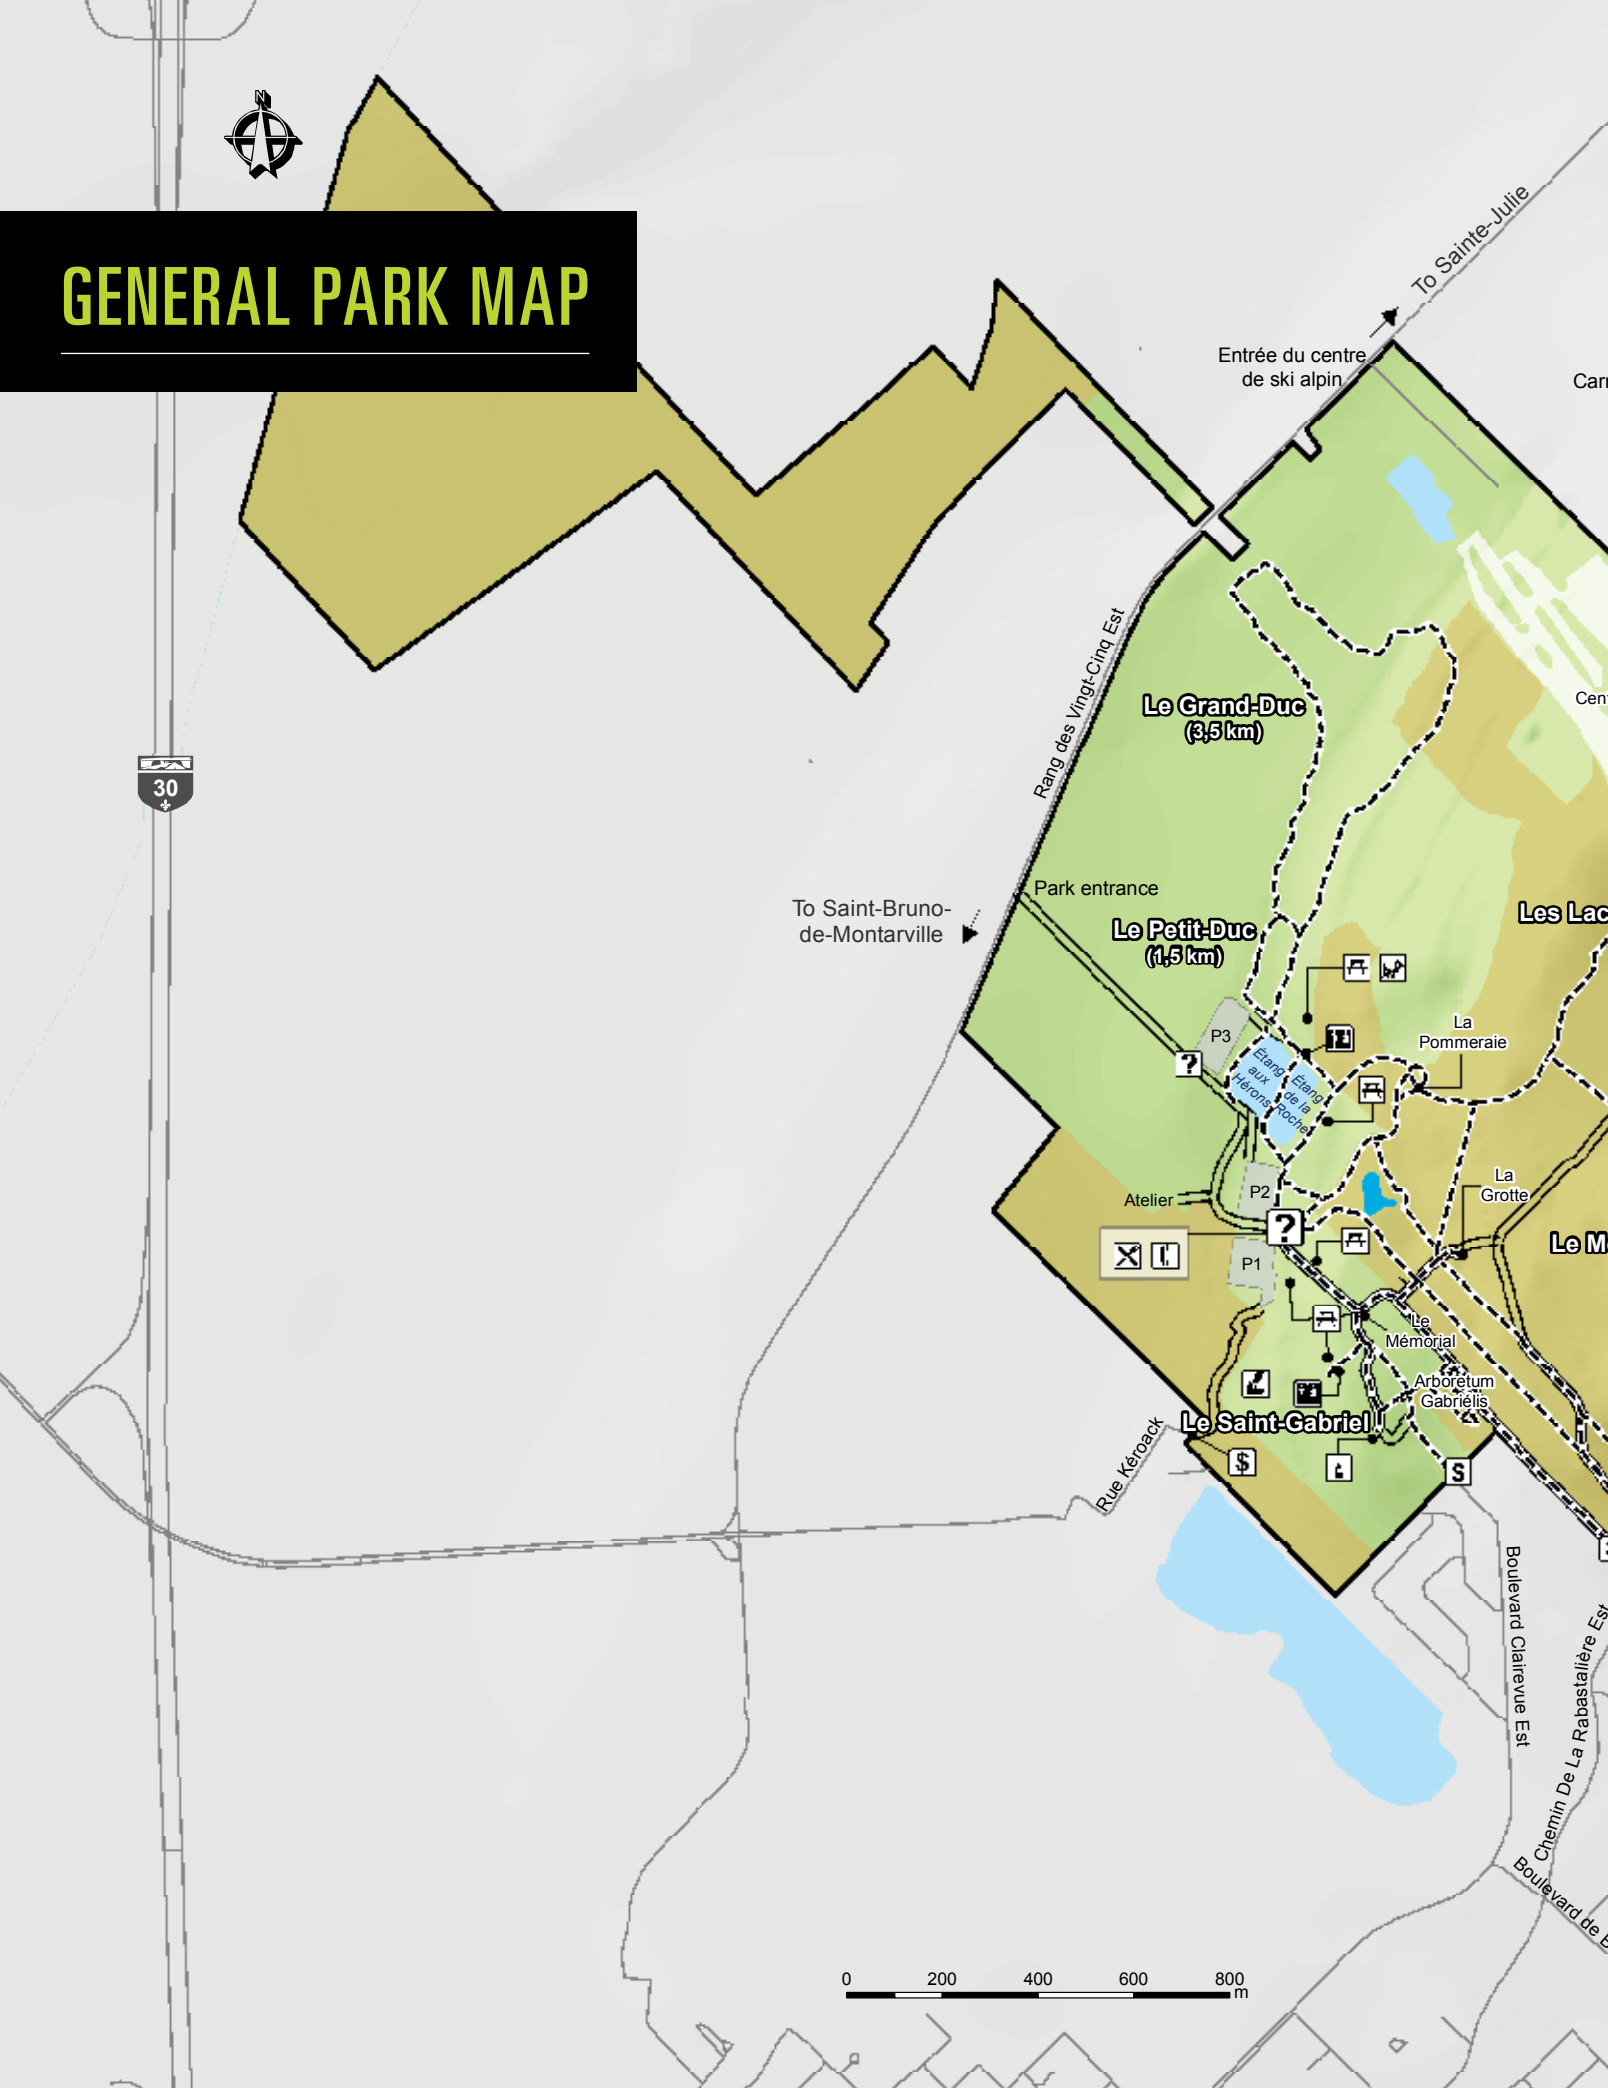 N
GENERAL PARK MAP
To Sainte-Julie
Entrée du centre
de ski alpin
Rang des Vingt-Cinq Est
Le Grand-Duc
(3,5 km)
30
Park entrance
To Saint-Bruno-
de-Montarville
Le Petit-Duc
(1,5 km)
Les Lac
P3
?
Étang
aux
Hérons
Étang
de la
Roche
La
Pommeraie
P2
Atelier
?
La
Grotte
P1
Le
Mémorial
Arboretum
Gabriélis
Le Saint-Gabriel
$
S
Rue Kéroack
Boulevard Clairevue Est
Chemin De La Rabastalière Est
Boulevard de
0 200 400 600 800
m